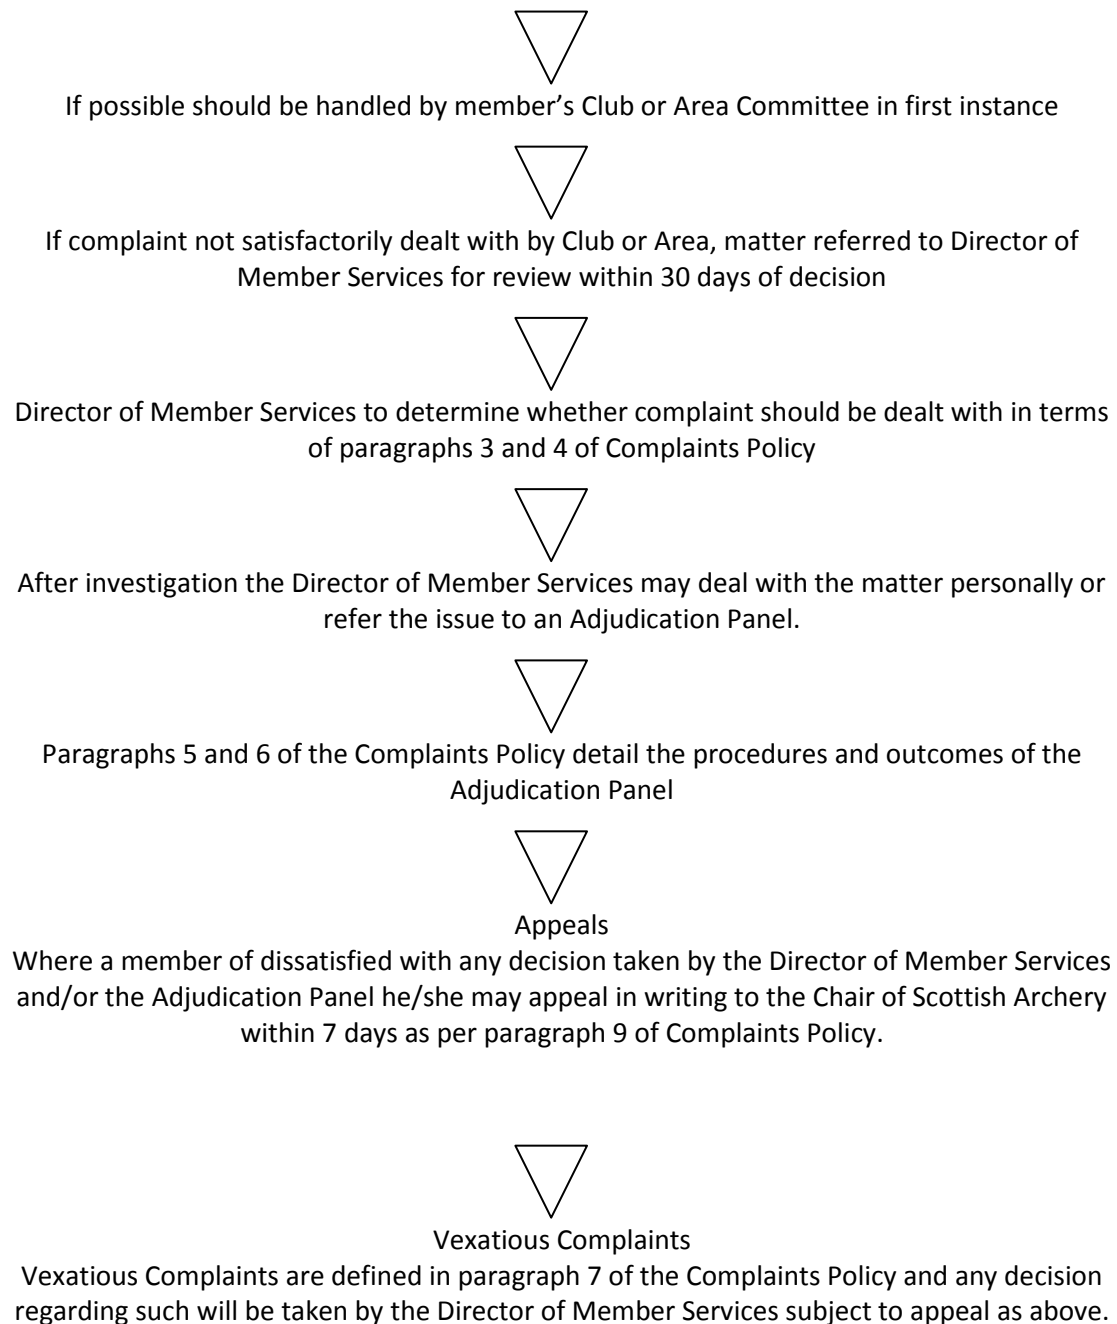 If possible should be handled by member’s Club or Area Committee in first instance
If complaint not satisfactorily dealt with by Club or Area, matter referred to Director of
Member Services for review within 30 days of decision
Director of Member Services to determine whether complaint should be dealt with in terms
of paragraphs 3 and 4 of Complaints Policy
After investigation the Director of Member Services may deal with the matter personally or
refer the issue to an Adjudication Panel.
Paragraphs 5 and 6 of the Complaints Policy detail the procedures and outcomes of the
Adjudication Panel
Appeals
Where a member of dissatisfied with any decision taken by the Director of Member Services
and/or the Adjudication Panel he/she may appeal in writing to the Chair of Scottish Archery
within 7 days as per paragraph 9 of Complaints Policy.
Vexatious Complaints
Vexatious Complaints are defined in paragraph 7 of the Complaints Policy and any decision
regarding such will be taken by the Director of Member Services subject to appeal as above.